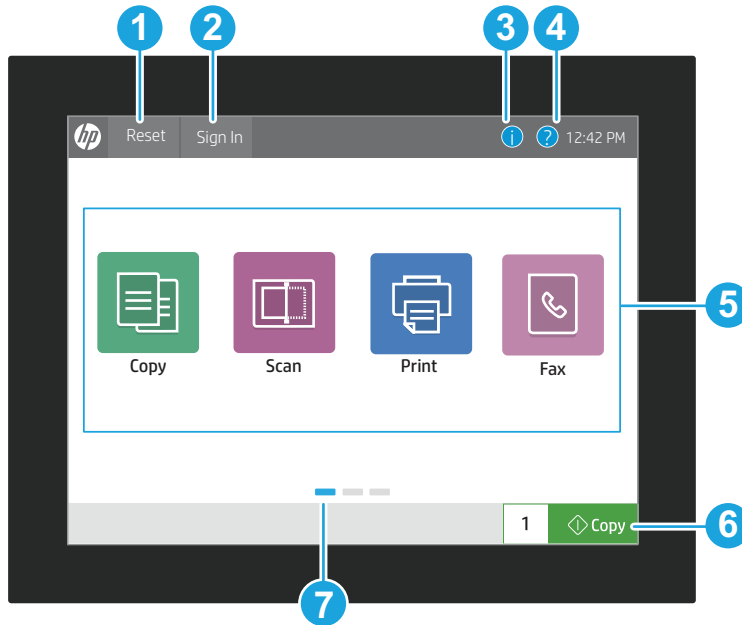 1 2 3 4
hp Reset Sign In i ? 12:42 PM
5
Copy Scan Print Fax
1 Copy 6
7